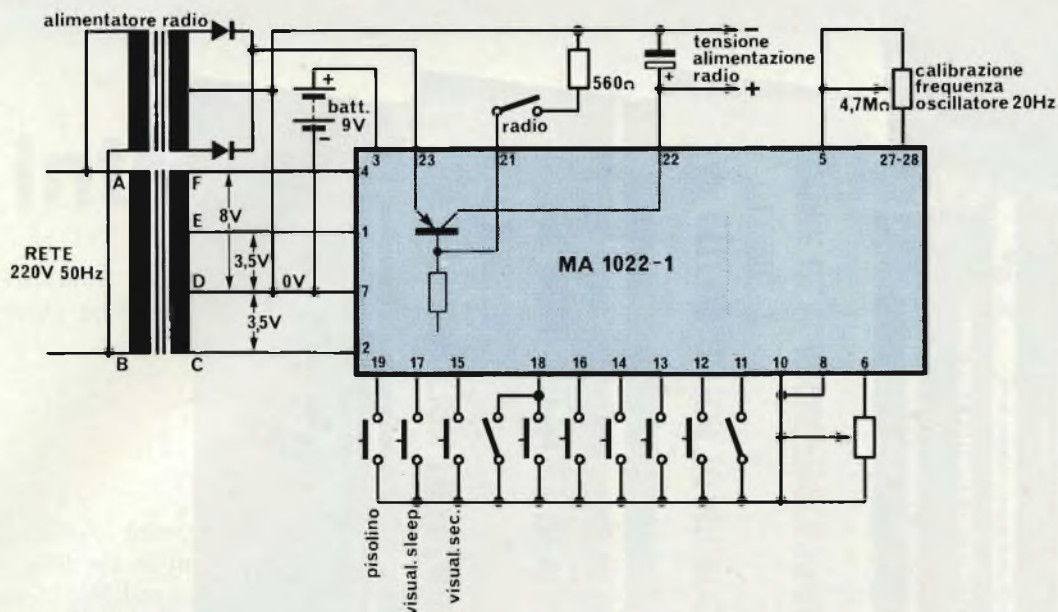 alimentatore radio
batt.
9V
radio
560Ω
tensione
alimentazione
radio
calibrazione
frequenza
oscillatore 20Hz
4,7MΩ
3
23
21
22
5
27-28
RETE
220V 50Hz
A
B
F
E
D
C
8V
3,5V
0V
3,5V
4
1
7
2
MA 1022-1
19
17
15
18
16
14
13
12
11
10
8
6
pisolino
visual. sleep
visual. sec.